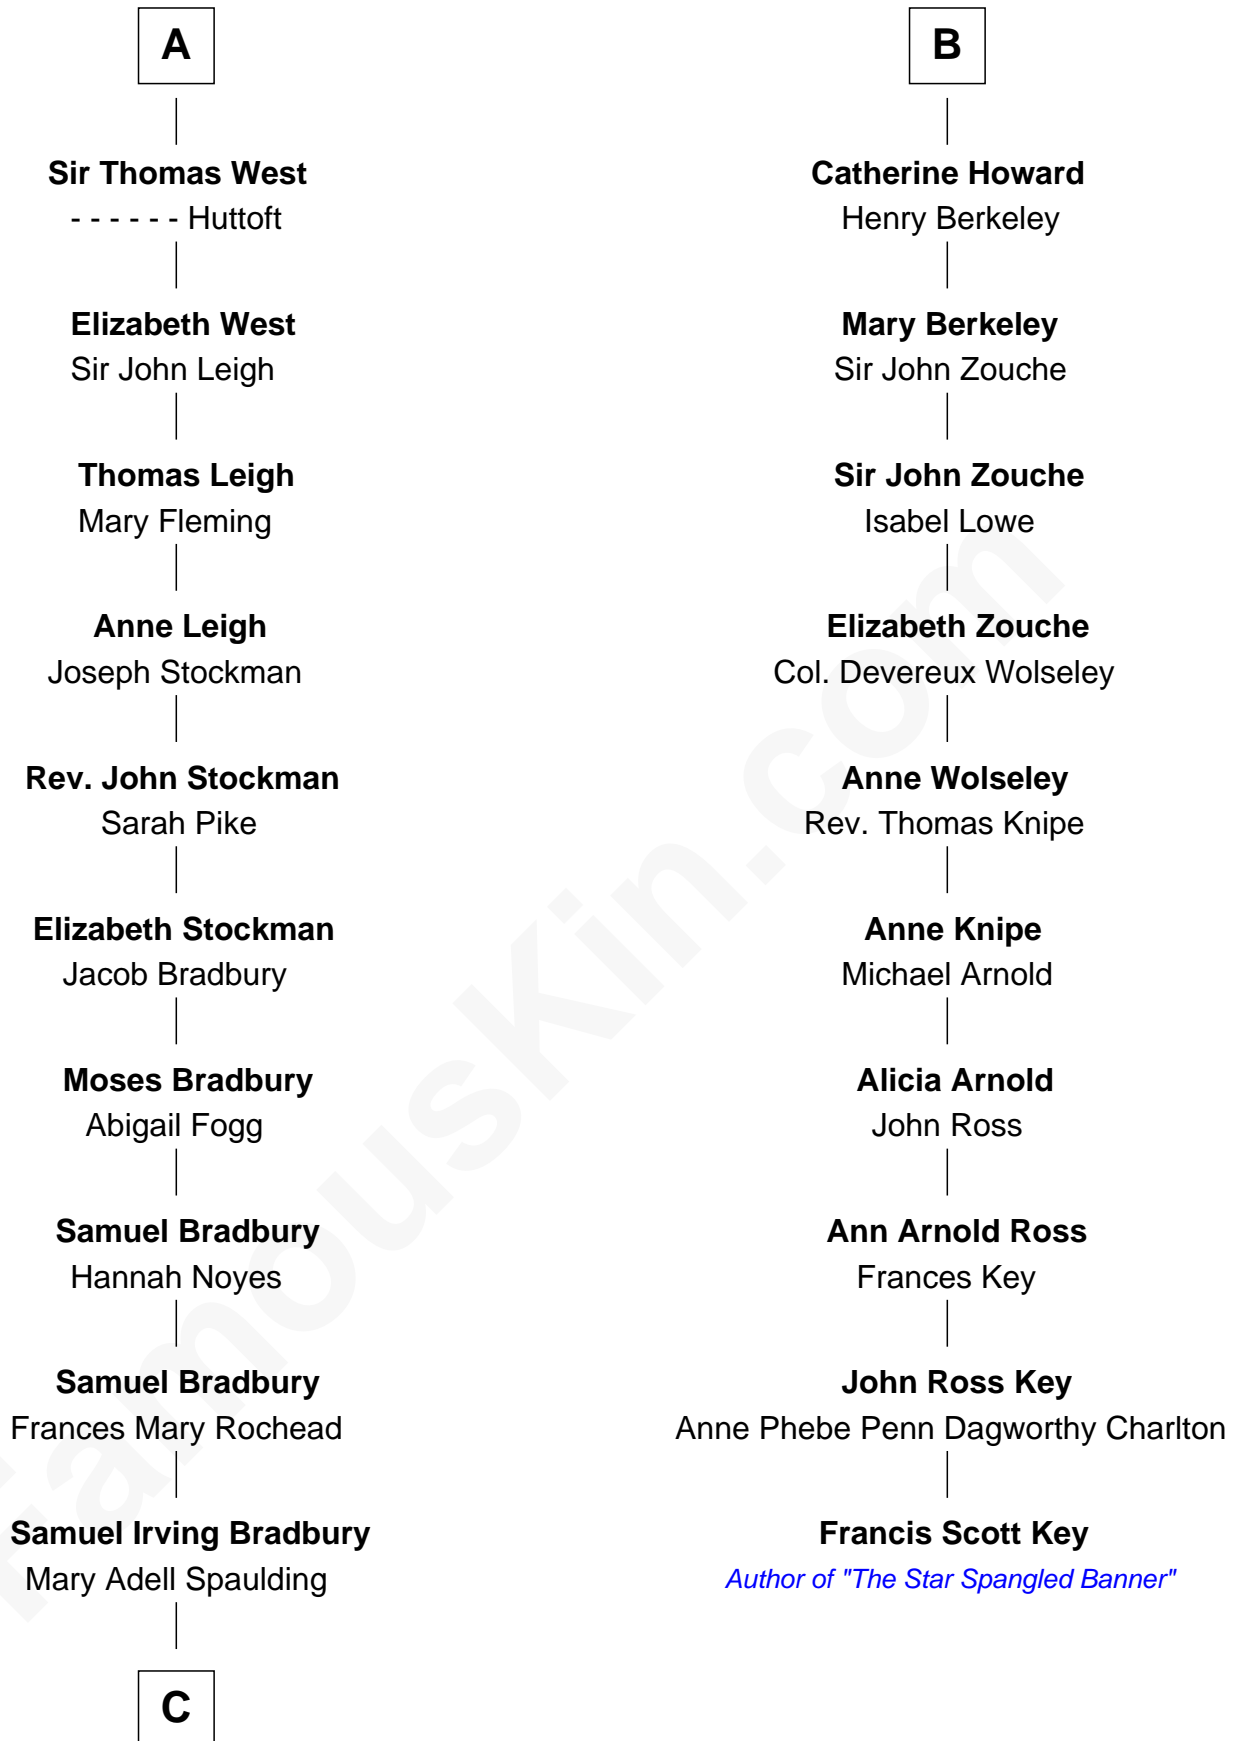 A
Sir Thomas West
- - - - - - Huttoft
Elizabeth West
Sir John Leigh
Thomas Leigh
Mary Fleming
Anne Leigh
Joseph Stockman
Rev. John Stockman
Sarah Pike
Elizabeth Stockman
Jacob Bradbury
Moses Bradbury
Abigail Fogg
Samuel Bradbury
Hannah Noyes
Samuel Bradbury
Frances Mary Rochead
Samuel Irving Bradbury
Mary Adell Spaulding
C
B
Catherine Howard
Henry Berkeley
Mary Berkeley
Sir John Zouche
Sir John Zouche
Isabel Lowe
Elizabeth Zouche
Col. Devereux Wolseley
Anne Wolseley
Rev. Thomas Knipe
Anne Knipe
Michael Arnold
Alicia Arnold
John Ross
Ann Arnold Ross
Frances Key
John Ross Key
Anne Phebe Penn Dagworthy Charlton
Francis Scott Key
Author of "The Star Spangled Banner"
FamousKin.com